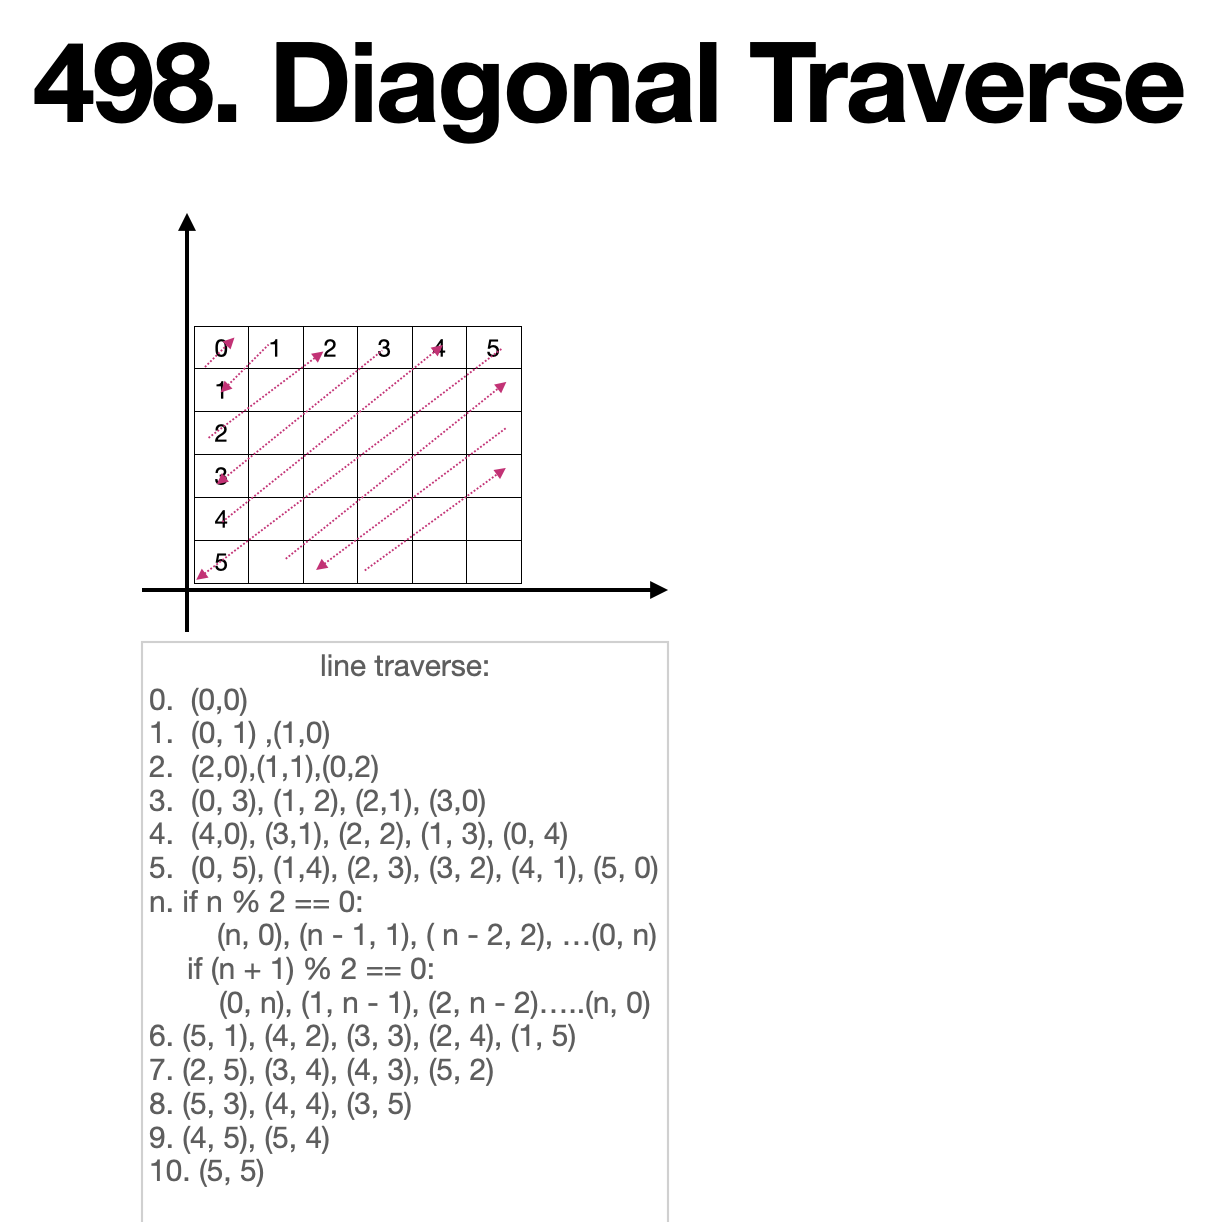 498. Diagonal Traverse
0 1 2 3 4 5
1
2
3
4
5
line traverse:
0. (0,0)
1. (0, 1) ,(1,0)
2. (2,0),(1,1),(0,2)
3. (0, 3), (1, 2), (2,1), (3,0)
4. (4,0), (3,1), (2, 2), (1, 3), (0, 4)
5. (0, 5), (1,4), (2, 3), (3, 2), (4, 1), (5, 0)
n. if n % 2 == 0:
(n, 0), (n - 1, 1), ( n - 2, 2), …(0, n)
if (n + 1) % 2 == 0:
(0, n), (1, n - 1), (2, n - 2)…..(n, 0)
6. (5, 1), (4, 2), (3, 3), (2, 4), (1, 5)
7. (2, 5), (3, 4), (4, 3), (5, 2)
8. (5, 3), (4, 4), (3, 5)
9. (4, 5), (5, 4)
10. (5, 5)